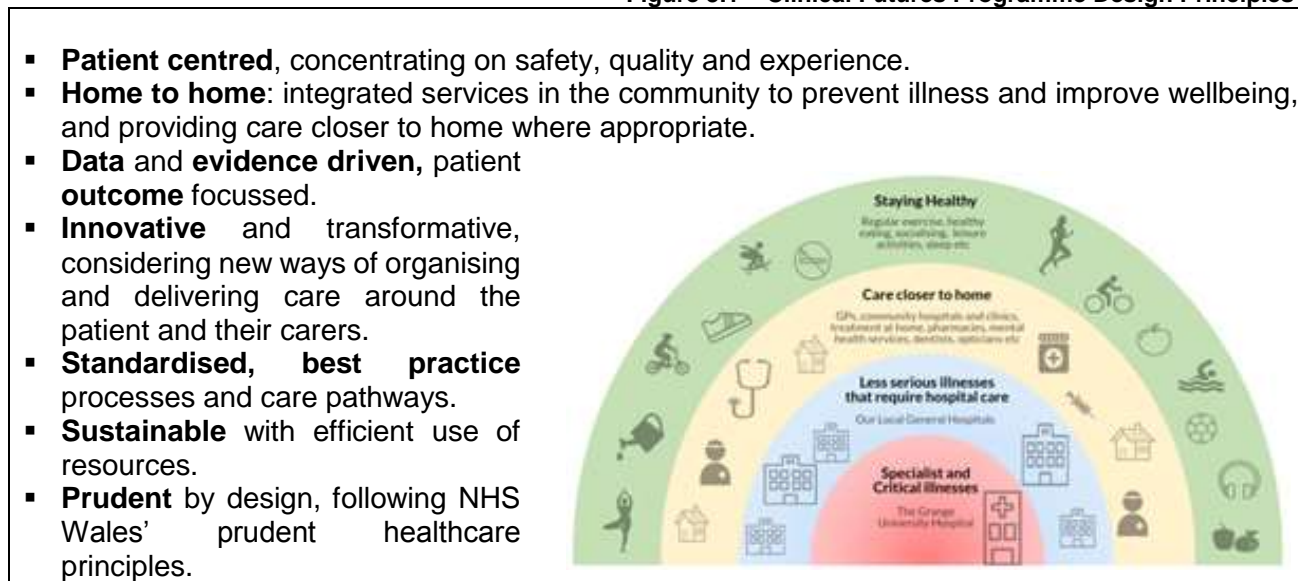 Figure 3.1 – Clinical Futures Programme Design Principles
▪ Patient centred, concentrating on safety, quality and experience.
▪ Home to home: integrated services in the community to prevent illness and improve wellbeing,
and providing care closer to home where appropriate.
▪ Data and evidence driven, patient
outcome focussed.
▪ Innovative and transformative,
considering new ways of organising
and delivering care around the
patient and their carers.
▪ Standardised, best practice
processes and care pathways.
▪ Sustainable with efficient use of
resources.
▪ Prudent by design, following NHS
Wales’ prudent healthcare
principles.
Staying Healthy
Regular exercise, healthy
eating, socialising, leisure
activities, sleep etc
Care closer to home
GPs, community hospitals and clinics,
treatment at home, pharmacies, mental
health services, dentists, opticians etc
Less serious illnesses
that require hospital care
Our Local General Hospitals
Specialist and
Critical illnesses
The Grange
University Hospital